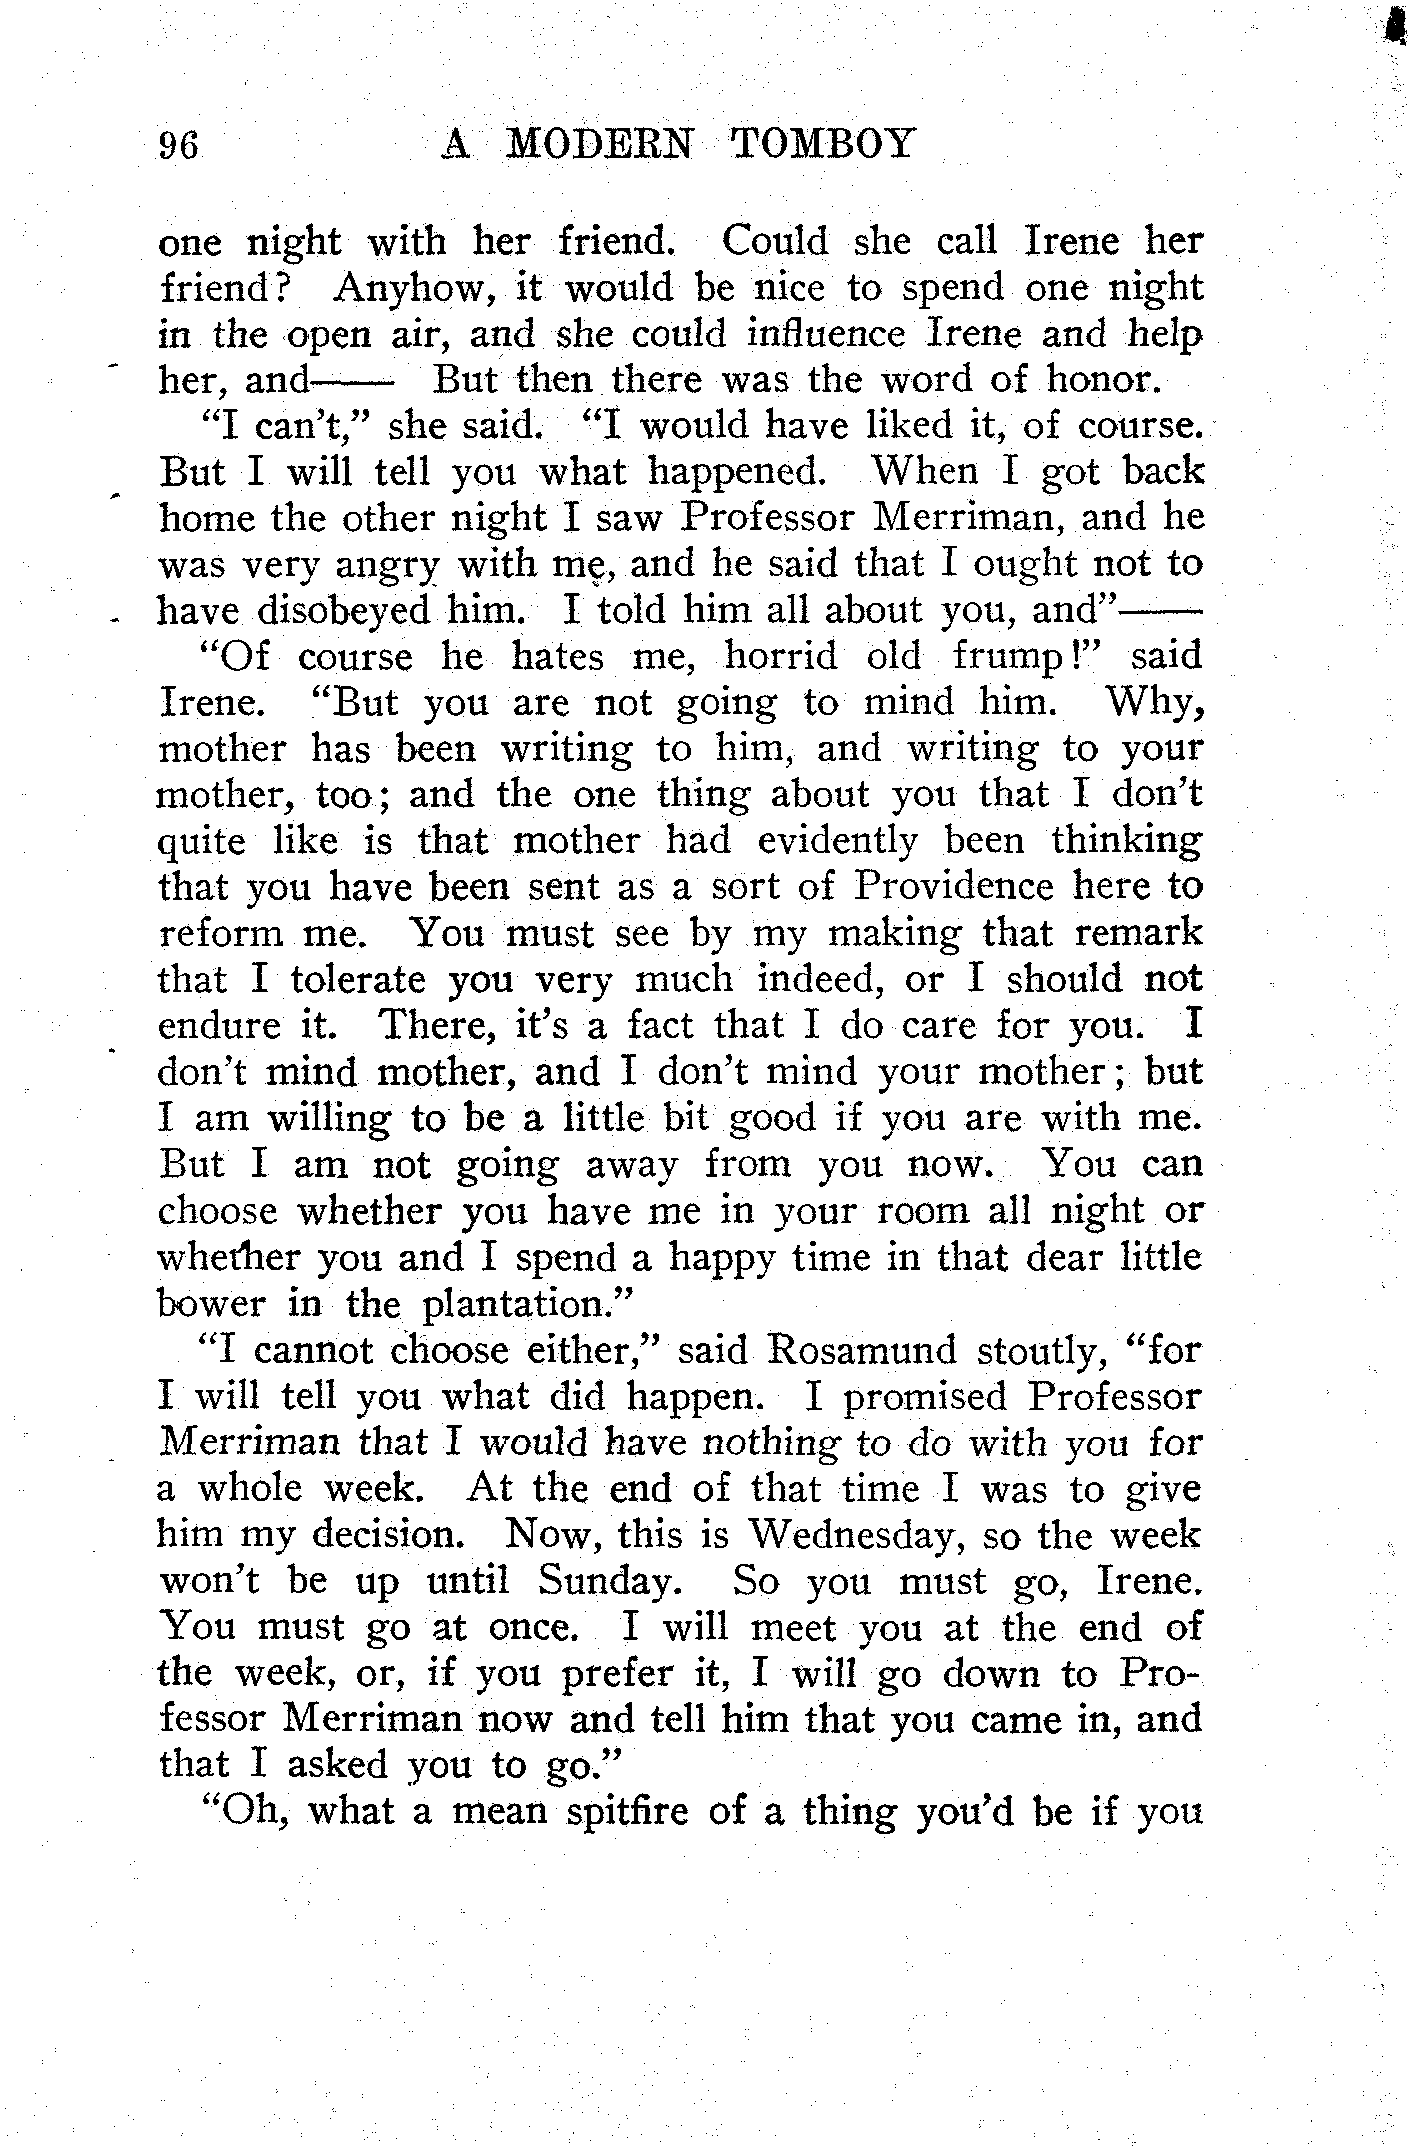 96 A MODERN TOMBOY
one night with her friend. Could she call Irene her
friend? Anyhow, it would be nice to spend one night
in the open air, and she could influence Irene and help
her, and—— But then there was the word of honor.
“I can’t,” she said. “I would have liked it, of course.
But I will tell you what happened. When I got back
home the other night I saw Professor Merriman, and he
was very angry with me, and he said that I ought not to
have disobeyed him. I told him all about you, and”——
“Of course he hates me, horrid old frump!” said
Irene. “But you are not going to mind him. Why,
mother has been writing to him, and writing to your
mother, too; and the one thing about you that I don’t
quite like is that mother had evidently been thinking
that you have been sent as a sort of Providence here to
reform me. You must see by my making that remark
that I tolerate you very much indeed, or I should not
endure it. There, it’s a fact that I do care for you. I
don’t mind mother, and I don’t mind your mother; but
I am willing to be a little bit good if you are with me.
But I am not going away from you now. You can
choose whether you have me in your room all night or
whether you and I spend a happy time in that dear little
bower in the plantation.”
“I cannot choose either,” said Rosamund stoutly, “for
I will tell you what did happen. I promised Professor
Merriman that I would have nothing to do with you for
a whole week. At the end of that time I was to give
him my decision. Now, this is Wednesday, so the week
won’t be up until Sunday. So you must go, Irene.
You must go at once. I will meet you at the end of
the week, or, if you prefer it, I will go down to Pro-
fessor Merriman now and tell him that you came in, and
that I asked you to go.”
“Oh, what a mean spitfire of a thing you’d be if you